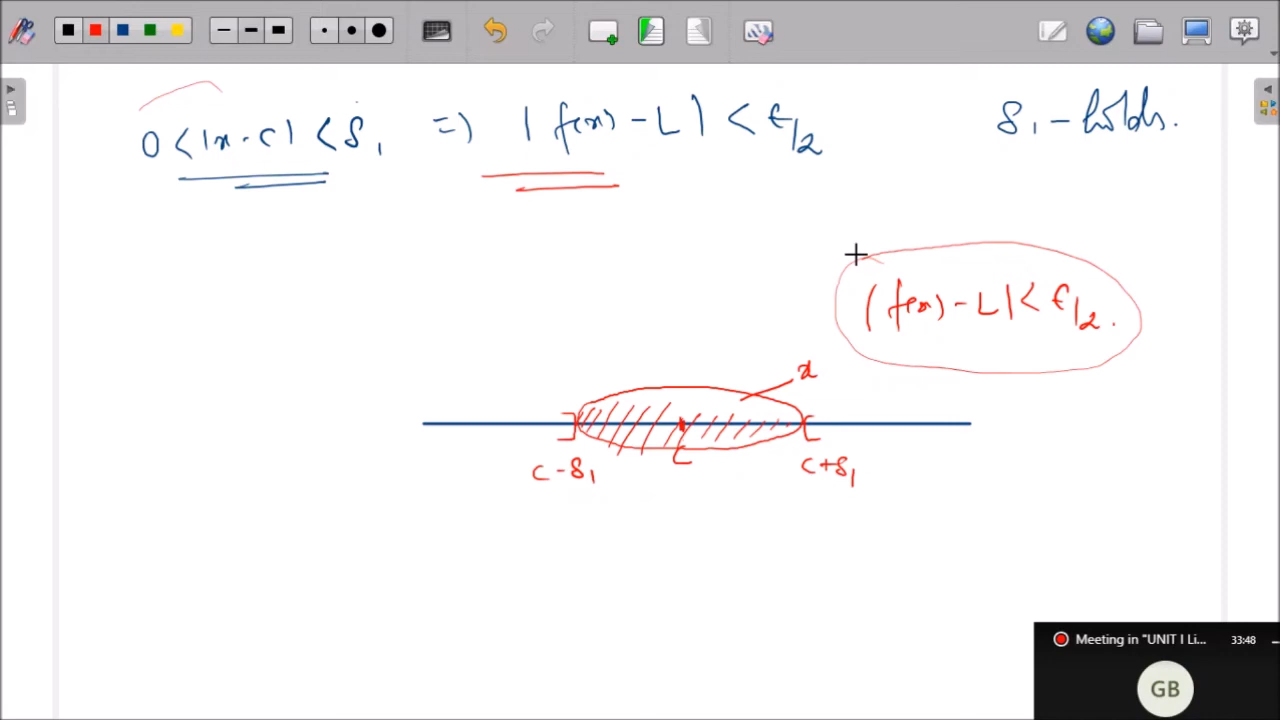 0 < |x - c| < δ₁ => | f(x) - L | < ε/2 δ₁ - holds.
| f(x) - L | < ε/2 .
x
] [
c
c - δ₁ c + δ₁
Meeting in "UNIT I Li... 33:48
GB